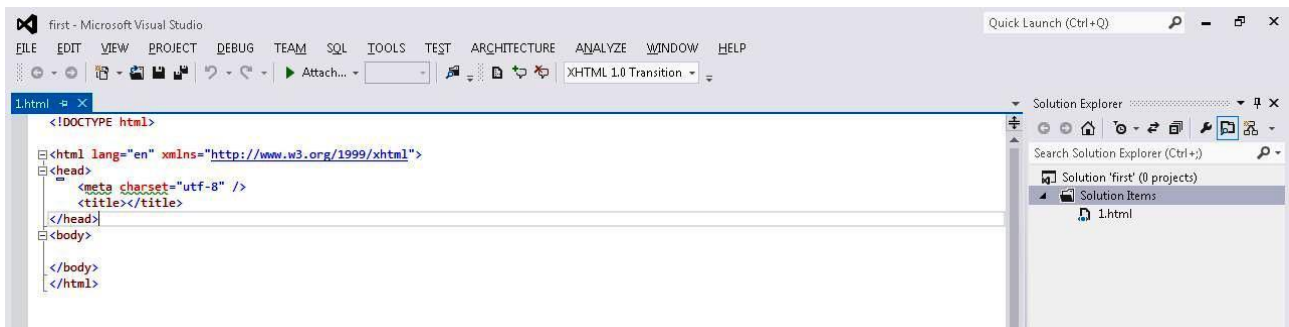 first - Microsoft Visual Studio
Quick Launch (Ctrl+Q)
FILE EDIT VIEW PROJECT DEBUG TEAM SQL TOOLS TEST ARCHITECTURE ANALYZE WINDOW HELP
Attach... XHTML 1.0 Transition
1.html
<!DOCTYPE html>
<html lang="en" xmlns="http://www.w3.org/1999/xhtml">
<head>
<meta charset="utf-8" />
<title></title>
</head>
<body>
</body>
</html>
Solution Explorer
Search Solution Explorer (Ctrl+;)
Solution 'first' (0 projects)
Solution Items
1.html